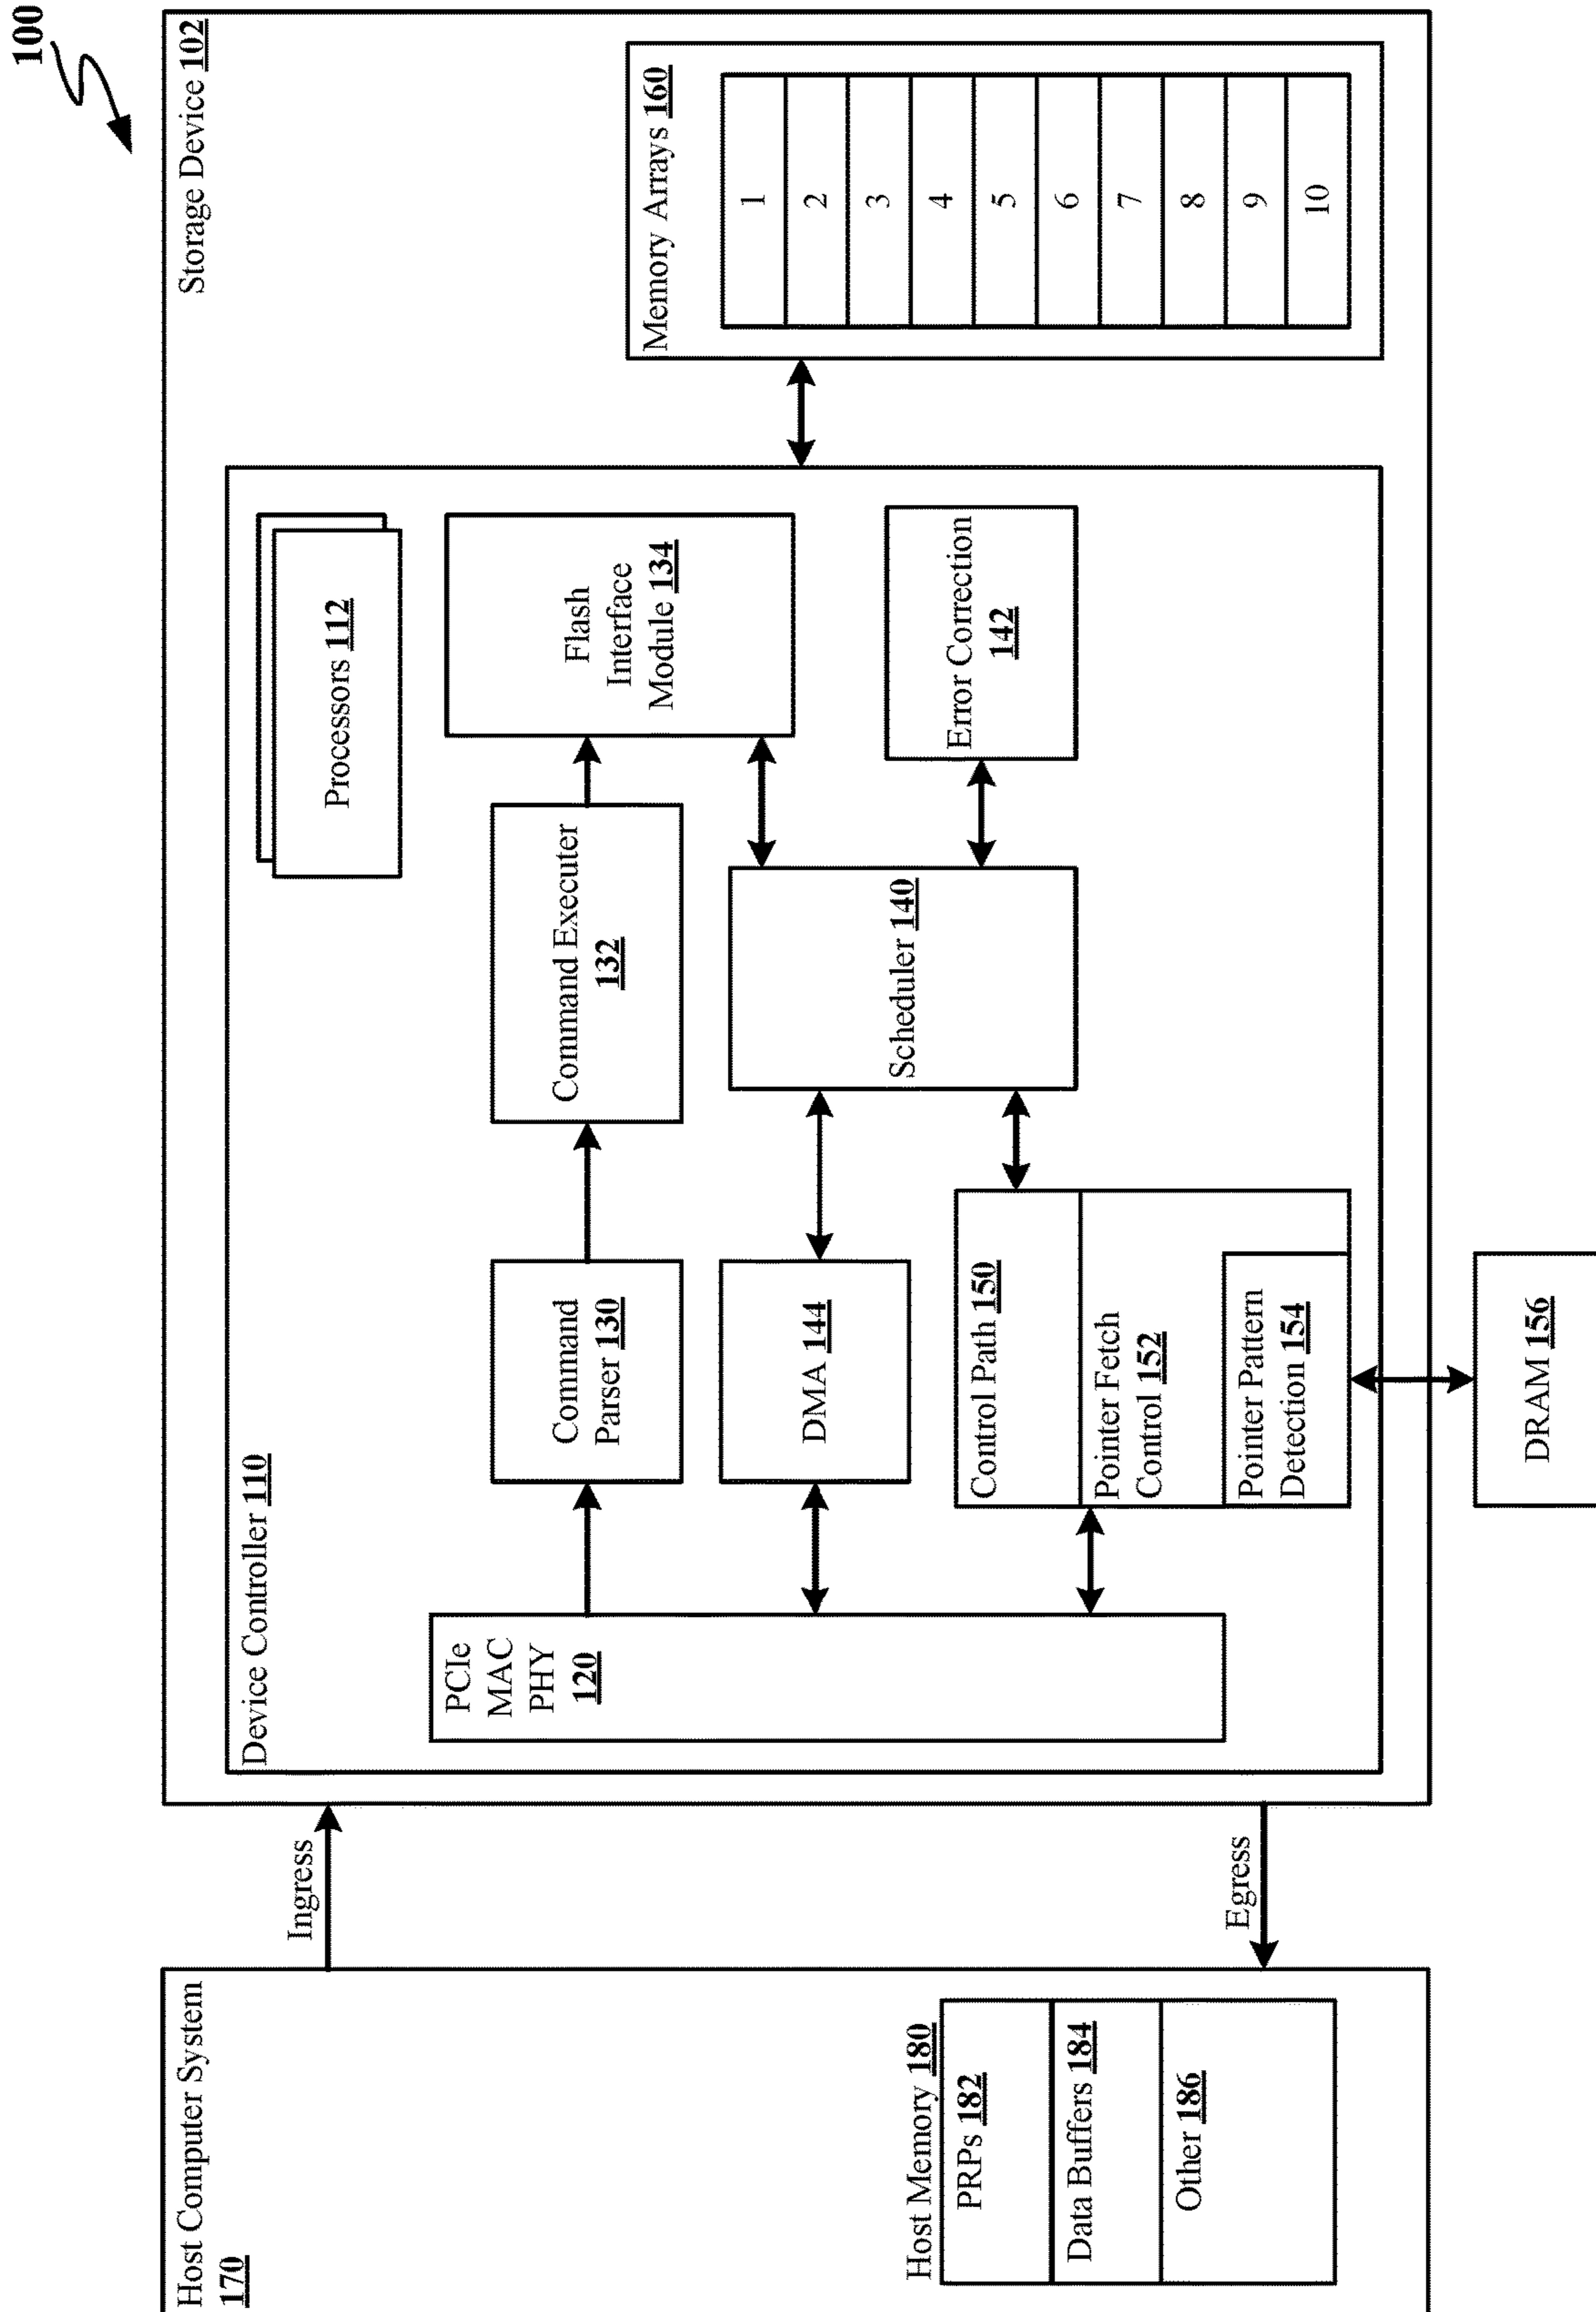 100
Host Computer System
170
Host Memory 180
PRPs 182
Data Buffers 184
Other 186
Ingress
Egress
Storage Device 102
Device Controller 110
PCIe
MAC
PHY
120
Command
Parser 130
Command Executer
132
Processors 112
Flash
Interface
Module 134
DMA 144
Scheduler 140
Error Correction
142
Control Path 150
Pointer Fetch
Control 152
Pointer Pattern
Detection 154
DRAM 156
Memory Arrays 160
1
2
3
4
5
6
7
8
9
10